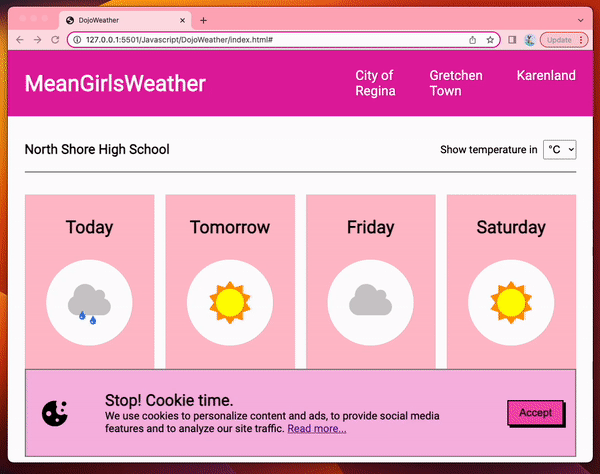 DojoWeather
127.0.0.1:5501/Javascript/DojoWeather/index.html#
Update
MeanGirlsWeather
City of
Regina
Gretchen
Town
Karenland
North Shore High School
Show temperature in
°C
Today
Tomorrow
Friday
Saturday
Stop! Cookie time.
We use cookies to personalize content and ads, to provide social media
features and to analyze our site traffic. Read more...
Accept